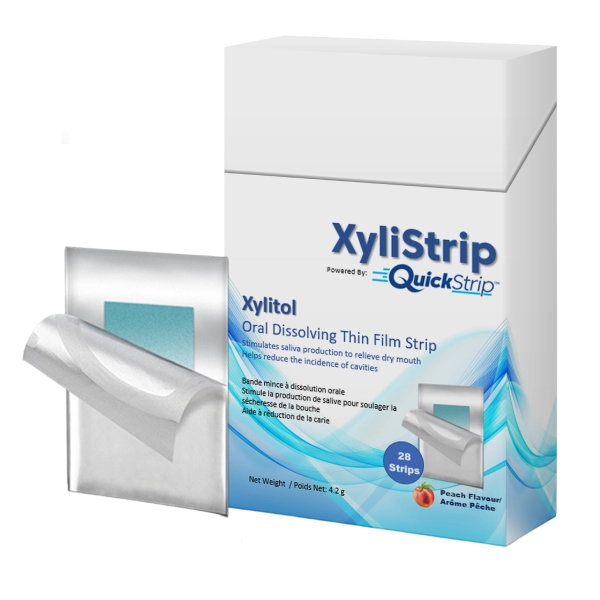 XyliStrip
Powered By: QuickStrip™
Xylitol
Oral Dissolving Thin Film Strip
Stimulates saliva production to relieve dry mouth
Helps reduce the incidence of cavities
Bande mince à dissolution orale
Stimule la production de salive pour soulager la
sécheresse de la bouche
Aide à réduction de la carie
28
Strips
Net Weight / Poids Net: 4.2 g
Peach Flavour/
Arôme Pêche